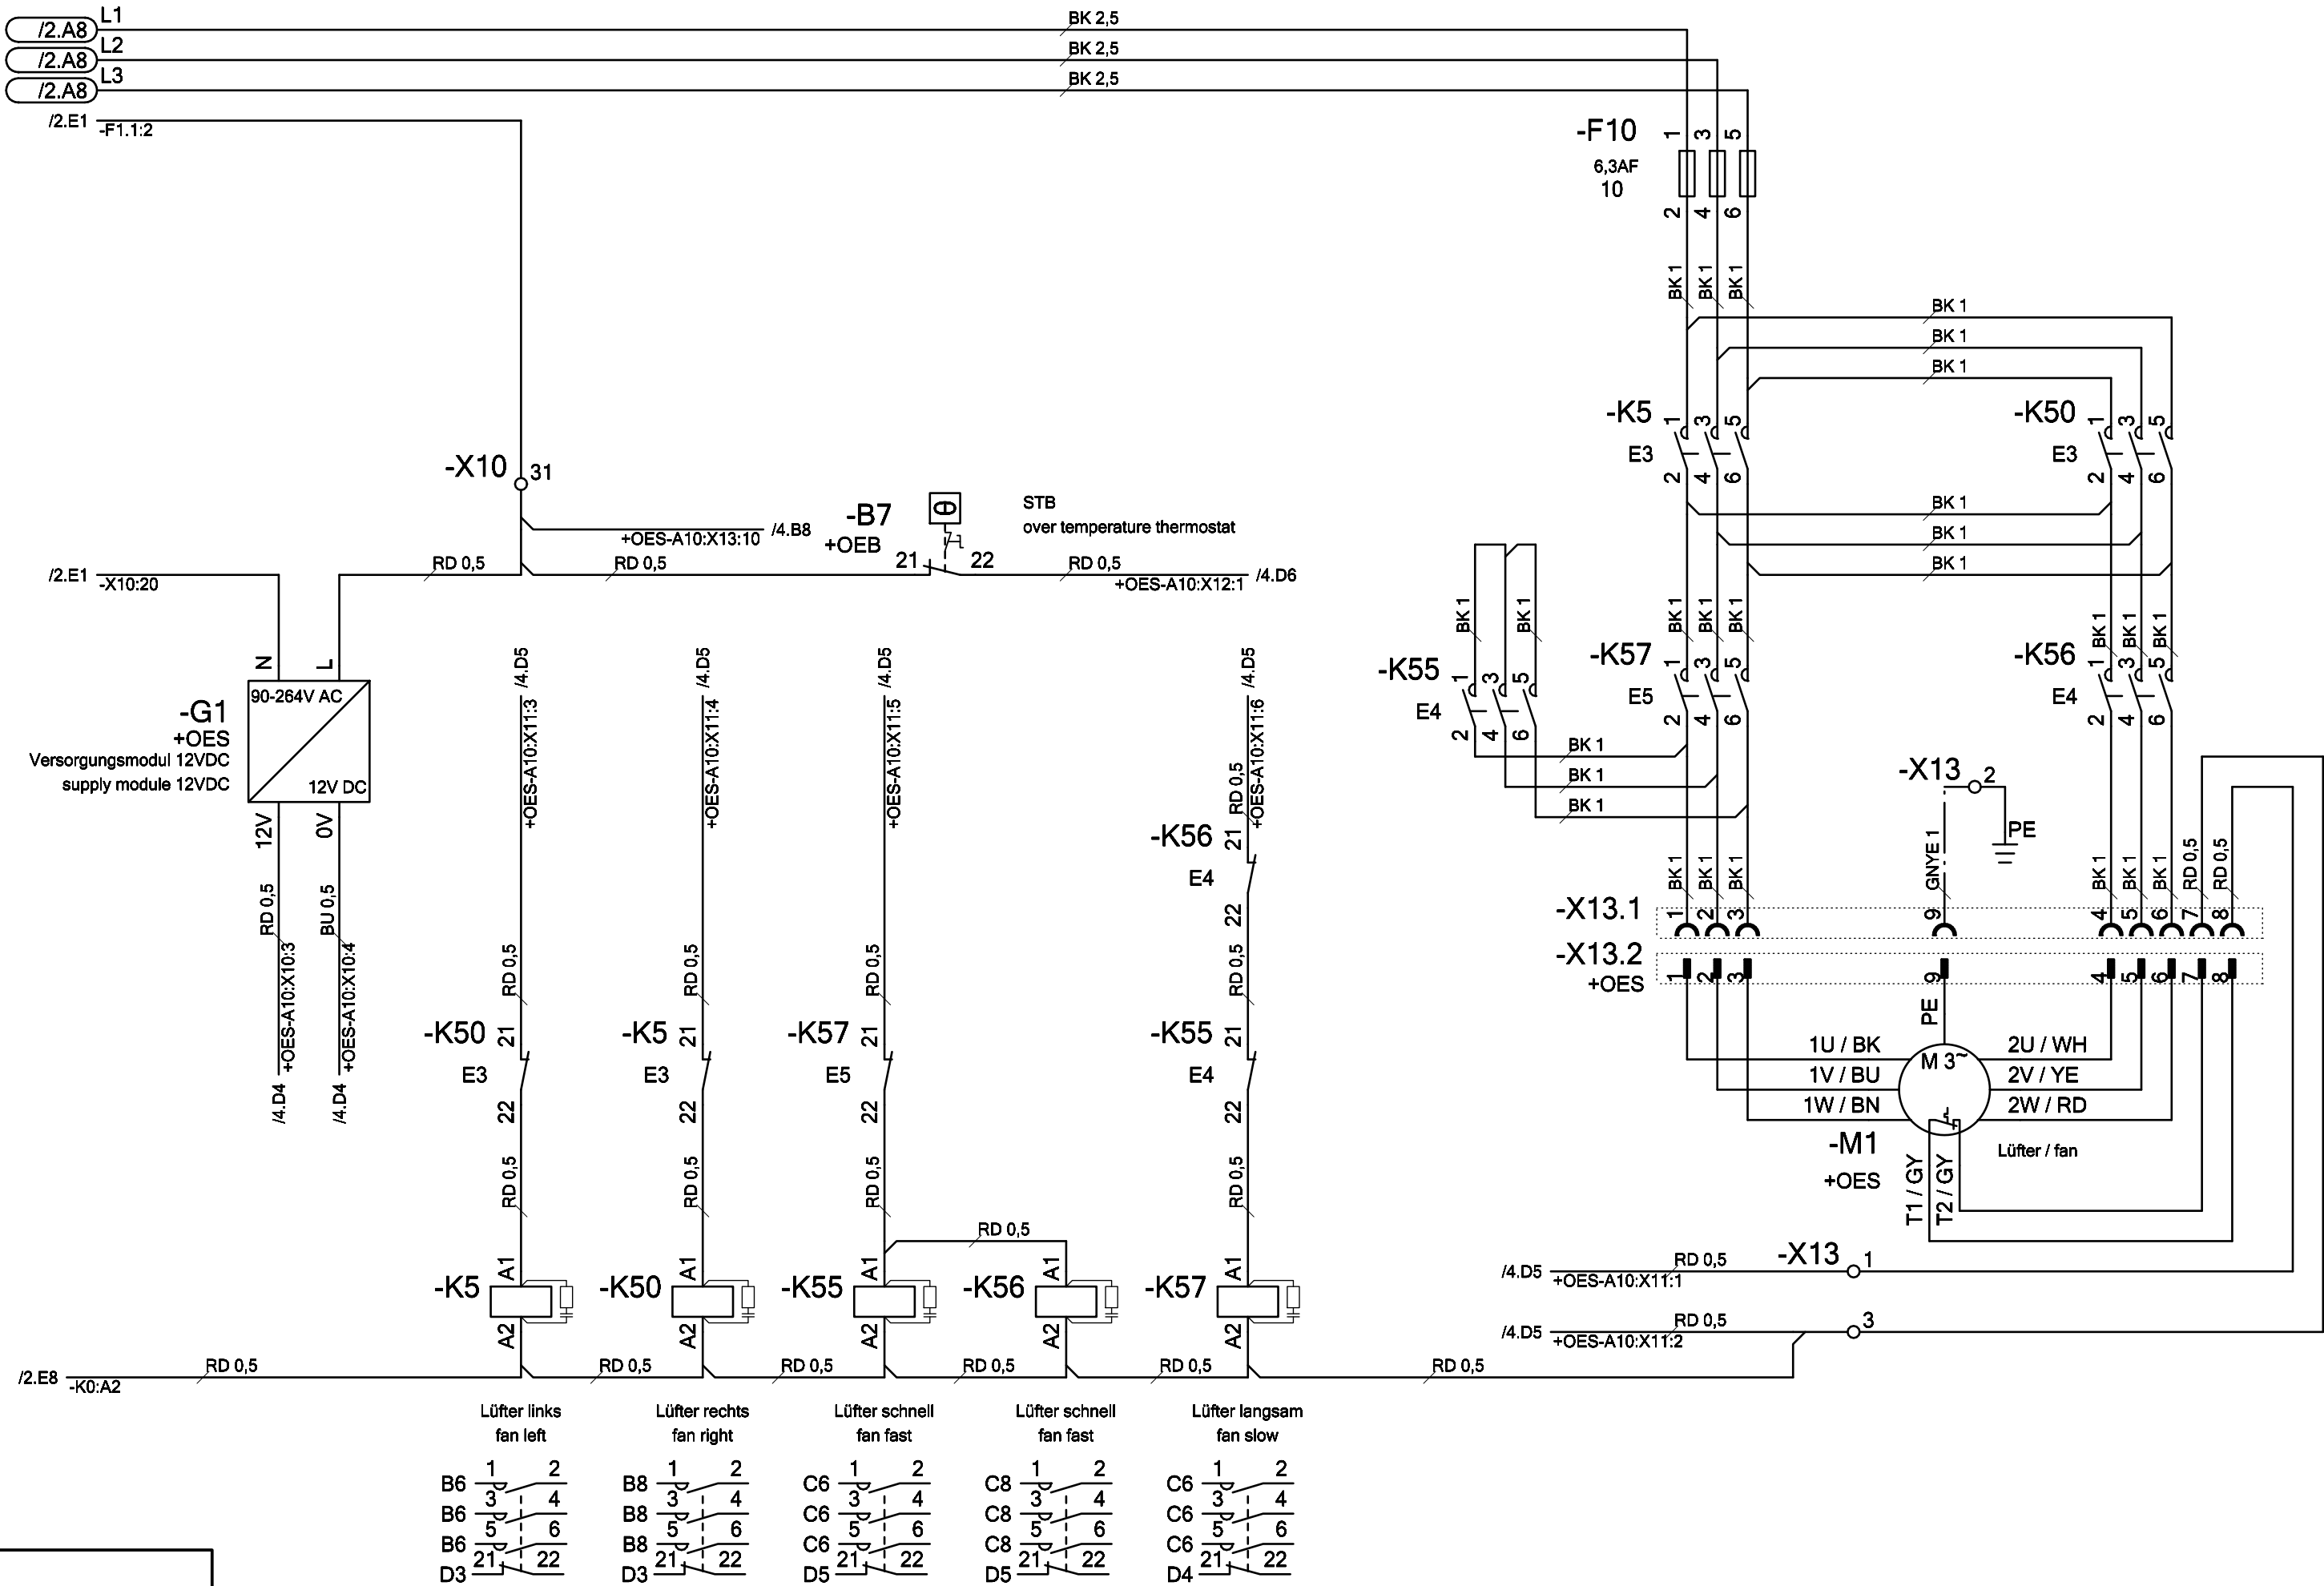 L1
/2.A8
BK 2,5
L2
/2.A8
BK 2,5
L3
/2.A8
BK 2,5
/2.E1
-F1.1:2
-F10
6,3AF
10
1 3 5
2 4 6
BK 1 BK 1 BK 1
BK 1
BK 1
BK 1
-K5
E3
1 3 5
2 4 6
-K50
E3
1 3 5
2 4 6
-X10
31
+OES-A10:X13:10
/4.B8
-B7
+OEB
Θ
STB
over temperature thermostat
21 22
/2.E1
-X10:20
RD 0,5
RD 0,5
RD 0,5
+OES-A10:X12:1
/4.D6
BK 1
BK 1
BK 1
BK 1 BK 1
BK 1 BK 1 BK 1
BK 1 BK 1 BK 1
-K55
E4
1 3 5
2 4 6
-K57
E5
1 3 5
2 4 6
-K56
E4
1 3 5
2 4 6
BK 1
BK 1
BK 1
N L
90-264V AC
12V DC
-G1
+OES
Versorgungsmodul 12VDC
supply module 12VDC
12V 0V
RD 0,5
BU 0,5
+OES-A10:X10:3
+OES-A10:X10:4
/4.D4
/4.D4
/4.D5
+OES-A10:X11:3
/4.D5
+OES-A10:X11:4
/4.D5
+OES-A10:X11:5
/4.D5
+OES-A10:X11:6
RD 0,5
-K56
E4
21
22
RD 0,5
RD 0,5
RD 0,5
RD 0,5
-K50
E3
21
22
-K5
E3
21
22
-K57
E5
21
22
-K55
E4
21
22
RD 0,5
RD 0,5
RD 0,5
RD 0,5
-X13
2
PE
GNYE 1
BK 1 BK 1 BK 1
BK 1 BK 1 BK 1 RD 0,5 RD 0,5
-X13.1
1 2 3 9 4 5 6 7 8
-X13.2
+OES
1 2 3 9 4 5 6 7 8
PE
1U / BK
1V / BU
1W / BN
M 3~
2U / WH
2V / YE
2W / RD
-M1
+OES
Lüfter / fan
T1 / GY
T2 / GY
RD 0,5
-K5
A1
A2
-K50
A1
A2
-K55
A1
A2
-K56
A1
A2
-K57
A1
A2
/4.D5
+OES-A10:X11:1
RD 0,5
-X13
1
/4.D5
+OES-A10:X11:2
RD 0,5
3
/2.E8
-K0:A2
RD 0,5
RD 0,5
RD 0,5
RD 0,5
RD 0,5
RD 0,5
Lüfter links
fan left
Lüfter rechts
fan right
Lüfter schnell
fan fast
Lüfter schnell
fan fast
Lüfter langsam
fan slow
B6 1 2
B6 3 4
B6 5 6
D3 21 22
B8 1 2
B8 3 4
B8 5 6
D3 21 22
C6 1 2
C6 3 4
C6 5 6
D5 21 22
C8 1 2
C8 3 4
C8 5 6
D5 21 22
C6 1 2
C6 3 4
C6 5 6
D4 21 22